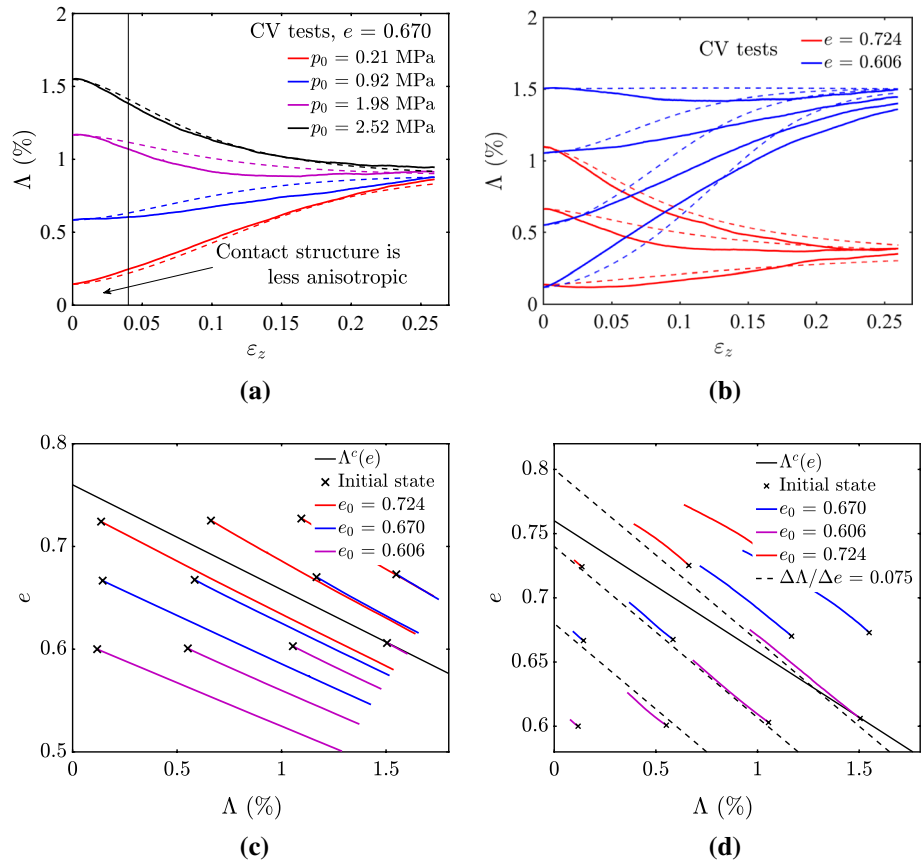 CV tests, e = 0.670
p₀ = 0.21 MPa
p₀ = 0.92 MPa
p₀ = 1.98 MPa
p₀ = 2.52 MPa
Contact structure is
less anisotropic
2
1.5
1
0.5
0
Λ (%)
0
0.05
0.1
0.15
0.2
0.25
ε_z
(a)
CV tests
e = 0.724
e = 0.606
2
1.5
1
0.5
0
Λ (%)
0
0.05
0.1
0.15
0.2
0.25
ε_z
(b)
Λᶜ(e)
Initial state
e₀ = 0.724
e₀ = 0.670
e₀ = 0.606
0.8
0.7
0.6
0.5
e
0
0.5
1
1.5
Λ (%)
(c)
Λᶜ(e)
Initial state
e₀ = 0.670
e₀ = 0.606
e₀ = 0.724
ΔΛ/Δe = 0.075
0.8
0.75
0.7
0.65
0.6
e
0
0.5
1
1.5
Λ (%)
(d)